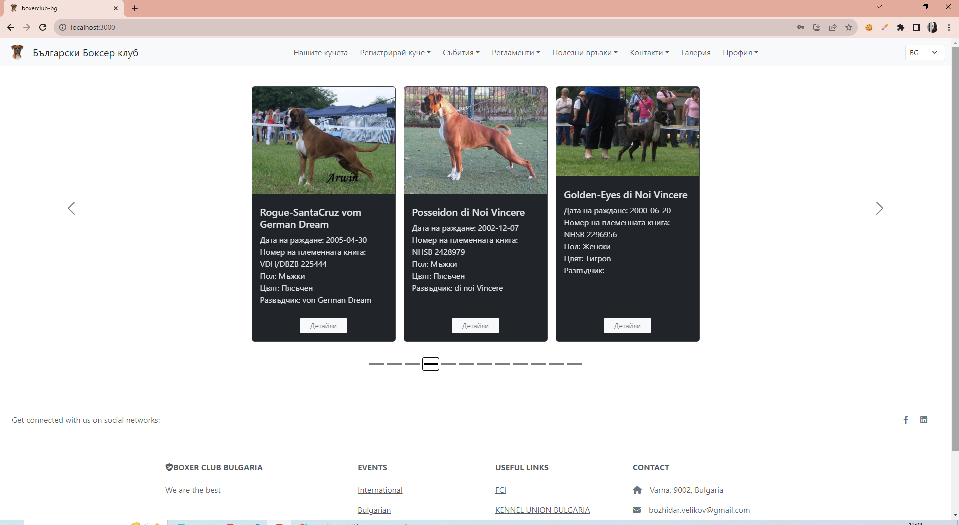 boxerclub-bg
localhost:3000
Български Боксер клуб
Нашите кучета
Регистрирай куче
Събития
Регламенти
Полезни връзки
Контакти
Галерия
Профил
BG
Arwin
Rogue-SantaCruz vom
German Dream
Дата на раждане: 2005-04-30
Номер на племенната книга:
VDH/DBZB 225444
Пол: Мъжки
Цвят: Пясъчен
Развъдчик: von German Dream
Детайли
Posseidon di Noi Vincere
Дата на раждане: 2002-12-07
Номер на племенната книга:
NHSB 2428979
Пол: Мъжки
Цвят: Пясъчен
Развъдчик: di noi Vincere
Детайли
Golden-Eyes di Noi Vincere
Дата на раждане: 2000-06-20
Номер на племенната книга:
NHSB 2296956
Пол: Женски
Цвят: Тигров
Развъдчик:
Детайли
Get connected with us on social networks:
BOXER CLUB BULGARIA
We are the best
EVENTS
International
Bulgarian
USEFUL LINKS
FCI
KENNEL UNION BULGARIA
CONTACT
Varna, 9002, Bulgaria
bozhidar.velikov@gmail.com